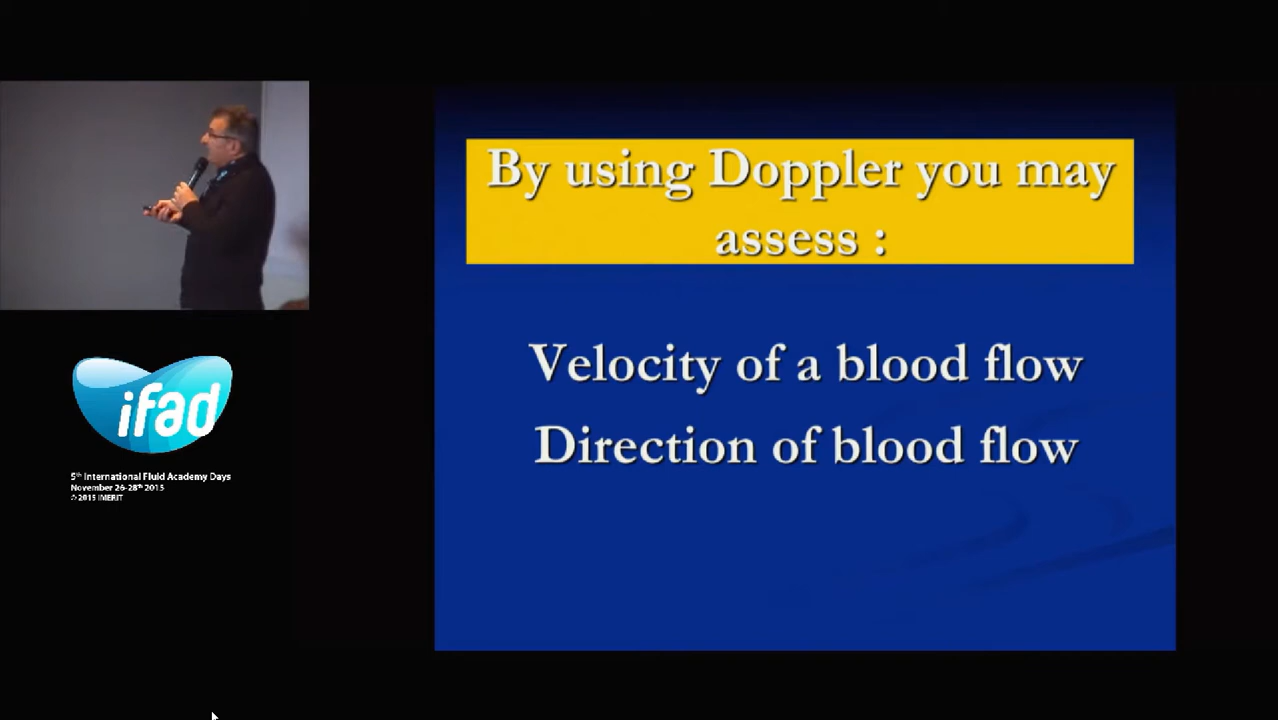 By using Doppler you may
assess :
Velocity of a blood flow
Direction of blood flow
ifad
5th International Fluid Academy Days
November 26-28th 2015
© 2015 IMERIT